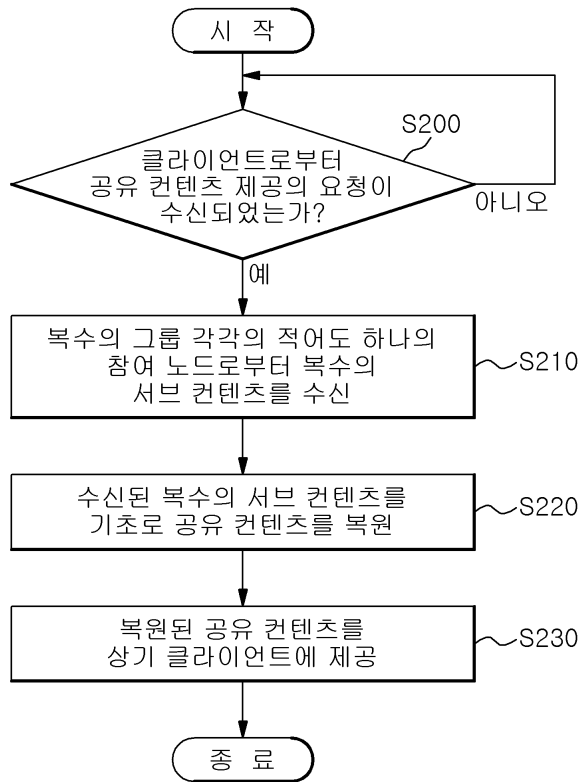 시 작
S200
클라이언트로부터
공유 컨텐츠 제공의 요청이
수신되었는가?
아니오
예
복수의 그룹 각각의 적어도 하나의
참여 노드로부터 복수의
서브 컨텐츠를 수신
S210
수신된 복수의 서브 컨텐츠를
기초로 공유 컨텐츠를 복원
S220
복원된 공유 컨텐츠를
상기 클라이언트에 제공
S230
종 료